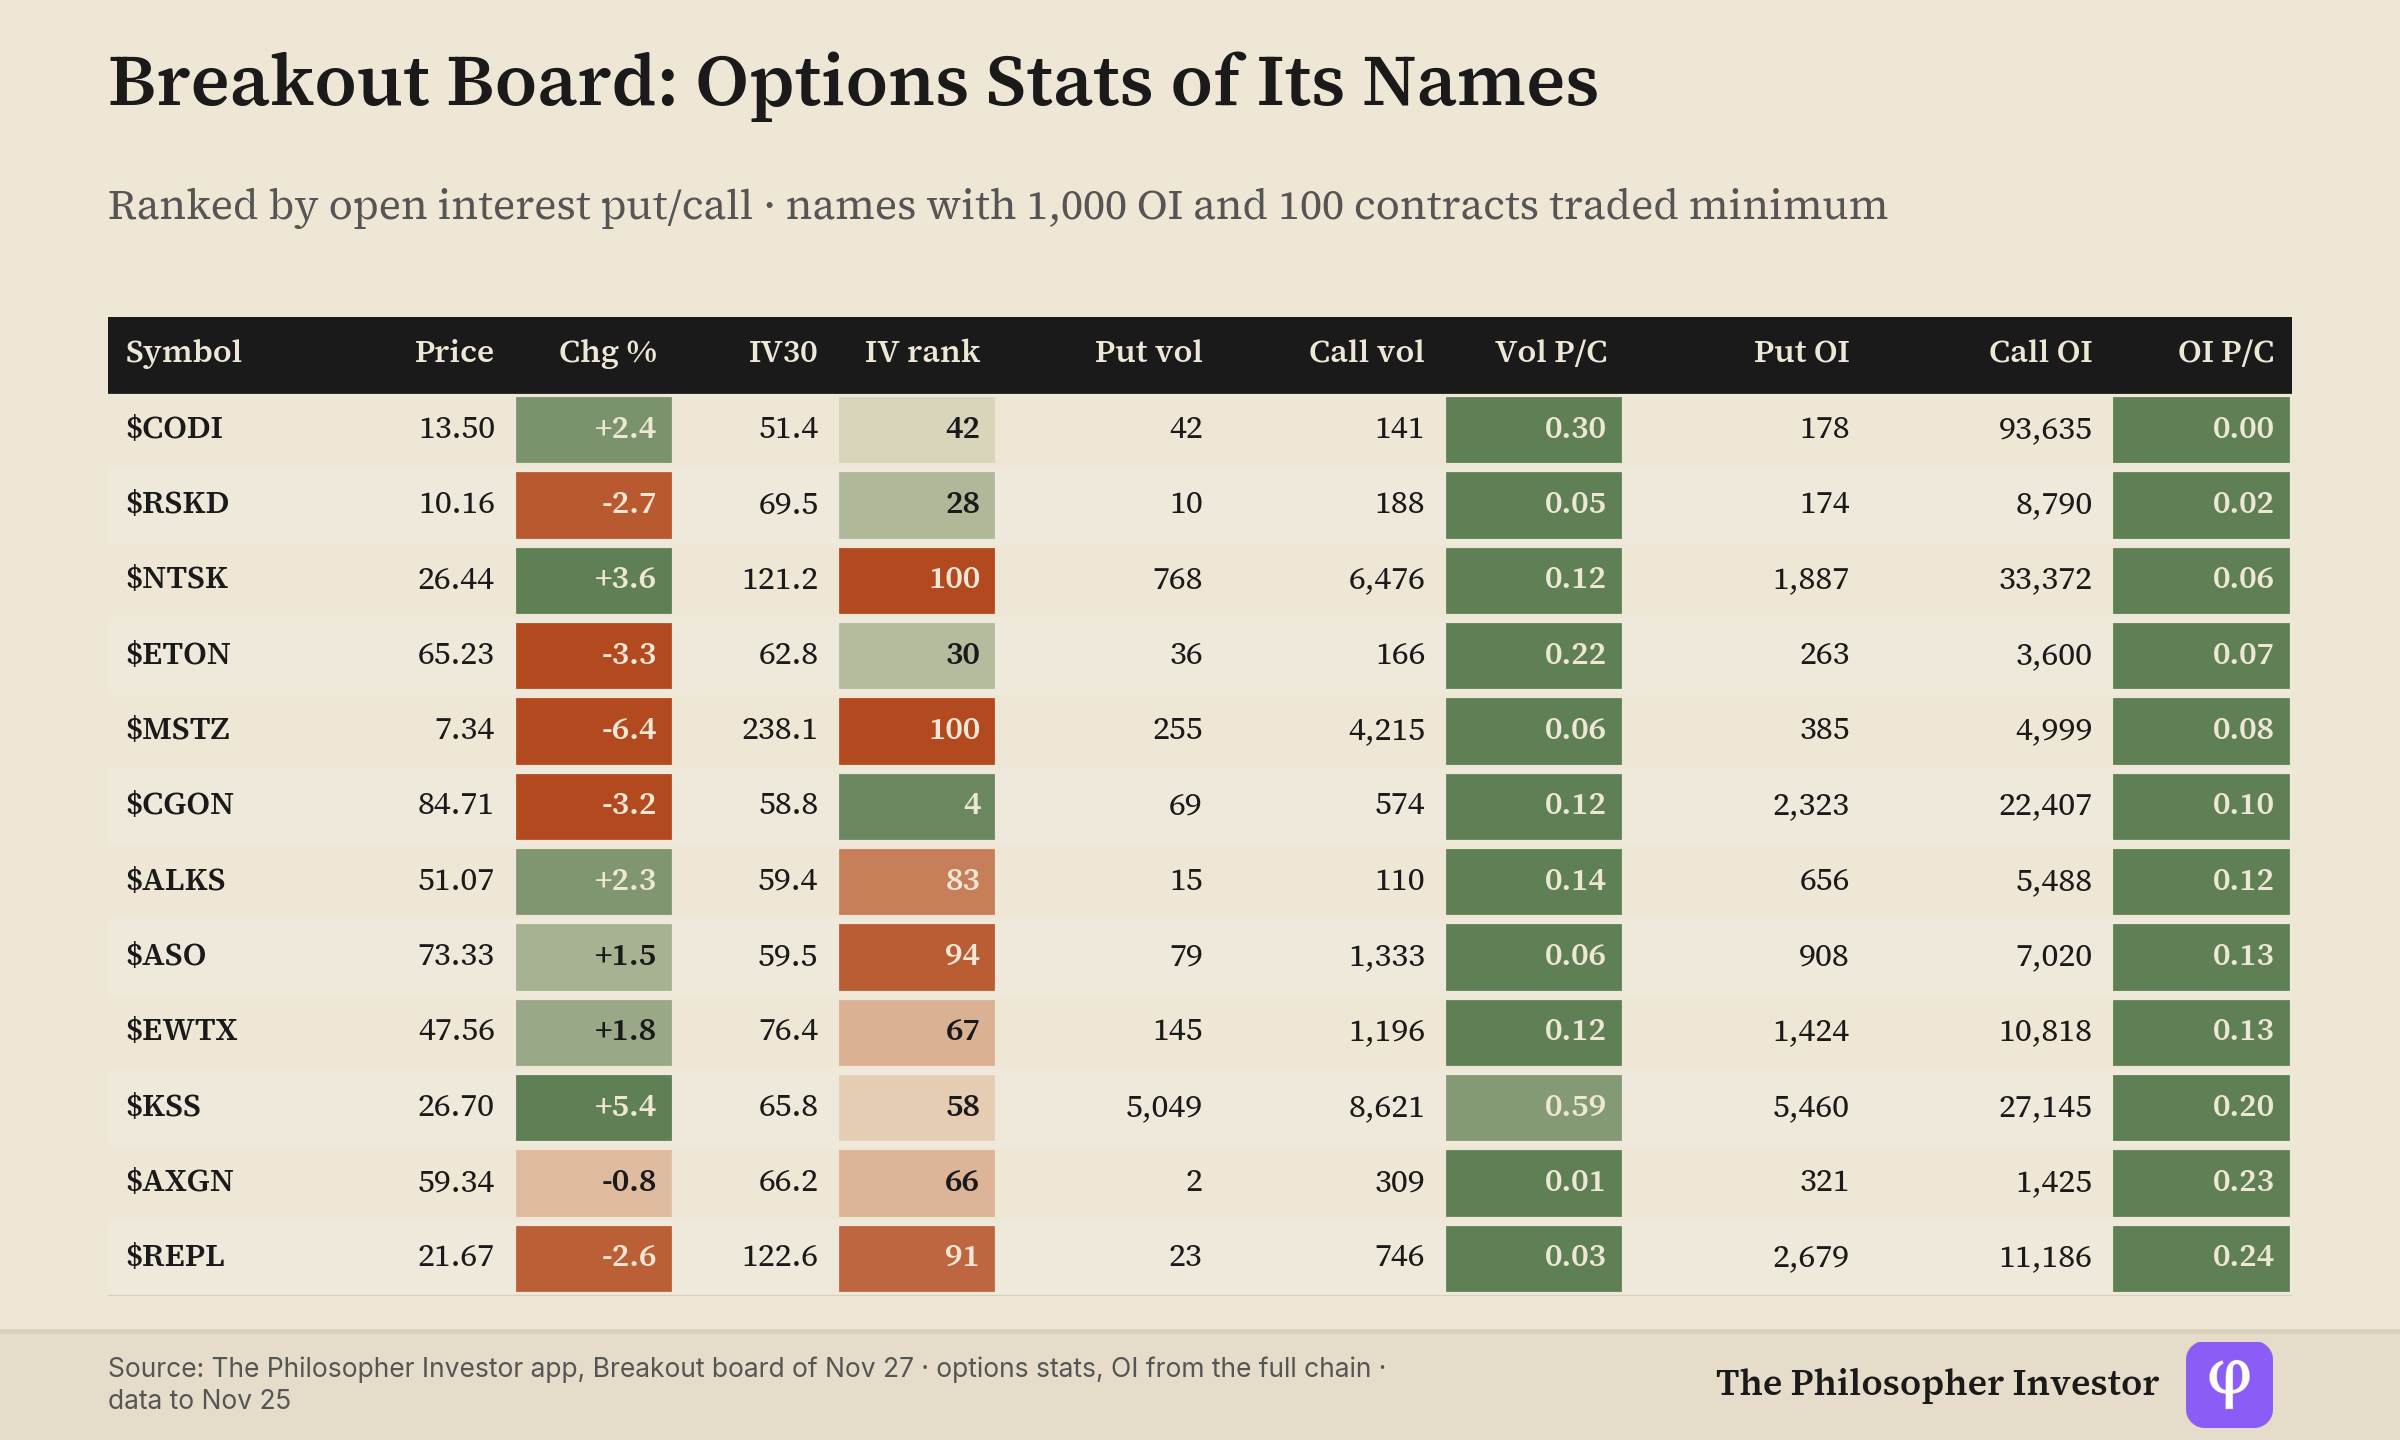 Breakout Board: Options Stats of Its Names
Ranked by open interest put/call · names with 1,000 OI and 100 contracts traded minimum
Symbol Price Chg % IV30 IV rank Put vol Call vol Vol P/C Put OI Call OI OI P/C
$CODI 13.50 +2.4 51.4 42 42 141 0.30 178 93,635 0.00
$RSKD 10.16 -2.7 69.5 28 10 188 0.05 174 8,790 0.02
$NTSK 26.44 +3.6 121.2 100 768 6,476 0.12 1,887 33,372 0.06
$ETON 65.23 -3.3 62.8 30 36 166 0.22 263 3,600 0.07
$MSTZ 7.34 -6.4 238.1 100 255 4,215 0.06 385 4,999 0.08
$CGON 84.71 -3.2 58.8 4 69 574 0.12 2,323 22,407 0.10
$ALKS 51.07 +2.3 59.4 83 15 110 0.14 656 5,488 0.12
$ASO 73.33 +1.5 59.5 94 79 1,333 0.06 908 7,020 0.13
$EWTX 47.56 +1.8 76.4 67 145 1,196 0.12 1,424 10,818 0.13
$KSS 26.70 +5.4 65.8 58 5,049 8,621 0.59 5,460 27,145 0.20
$AXGN 59.34 -0.8 66.2 66 2 309 0.01 321 1,425 0.23
$REPL 21.67 -2.6 122.6 91 23 746 0.03 2,679 11,186 0.24
Source: The Philosopher Investor app, Breakout board of Nov 27 · options stats, OI from the full chain ·
data to Nov 25
The Philosopher Investor φ